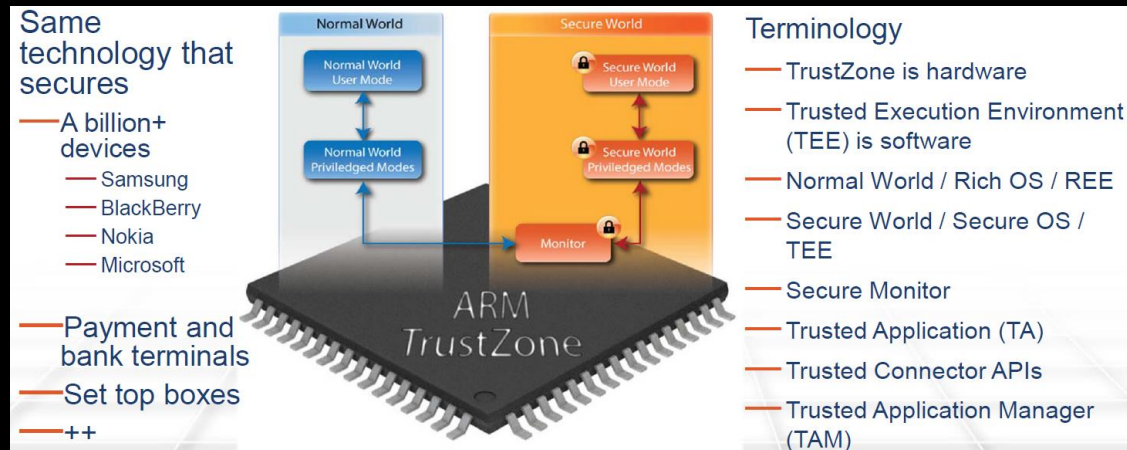 Same
technology that
secures
A billion+
devices
Samsung
BlackBerry
Nokia
Microsoft
Payment and
bank terminals
Set top boxes
++
Normal World
Normal World
User Mode
Normal World
Priviledged Modes
Secure World
Secure World
User Mode
Secure World
Priviledged Modes
Monitor
ARM
TrustZone
Terminology
TrustZone is hardware
Trusted Execution Environment
(TEE) is software
Normal World / Rich OS / REE
Secure World / Secure OS /
TEE
Secure Monitor
Trusted Application (TA)
Trusted Connector APIs
Trusted Application Manager
(TAM)